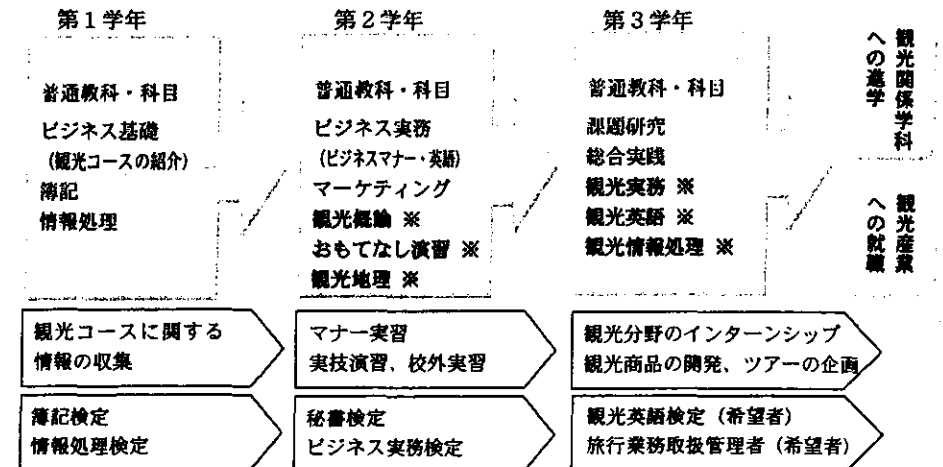 第１学年
普通教科・科目
ビジネス基礎
(観光コースの紹介)
簿記
情報処理
第２学年
普通教科・科目
ビジネス実務
(ビジネスマナー・英語)
マーケティング
観光概論 ※
おもてなし演習 ※
観光地理 ※
第３学年
普通教科・科目
課題研究
総合実践
観光実務 ※
観光英語 ※
観光情報処理 ※
観光関係学科
への進学
観光産業
への就職
観光コースに関する
情報の収集
マナー実習
実技演習、校外実習
観光分野のインターンシップ
観光商品の開発、ツアーの企画
簿記検定
情報処理検定
秘書検定
ビジネス実務検定
観光英語検定（希望者）
旅行業務取扱管理者（希望者）